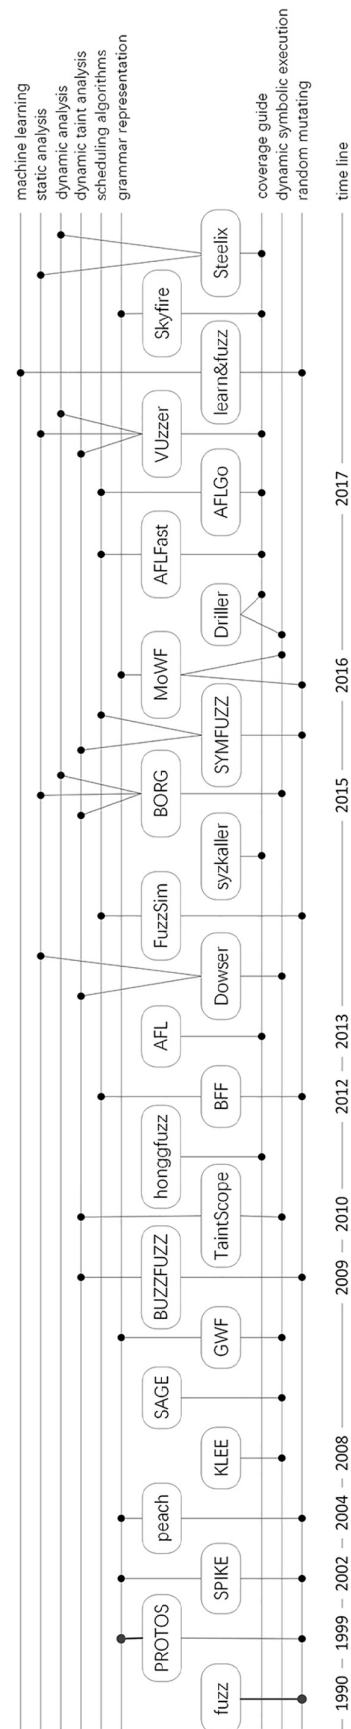 machine learning
static analysis
dynamic analysis
dynamic taint analysis
scheduling algorithms
grammar representation
coverage guide
dynamic symbolic execution
random mutating
time line
fuzz
PROTOS
SPIKE
peach
KLEE
SAGE
GWF
BUZZFUZZ
TaintScope
honggfuzz
BFF
AFL
Dowser
FuzzSim
syzkaller
BORG
SYMFUZZ
MoWF
Driller
AFLFast
AFLGo
VUzzer
learn&fuzz
Skyfire
Steelix
1990 — 1999 — 2002 — 2004 — 2008 — 2009 — 2010 — 2012 — 2013 — 2015 — 2016 — 2017